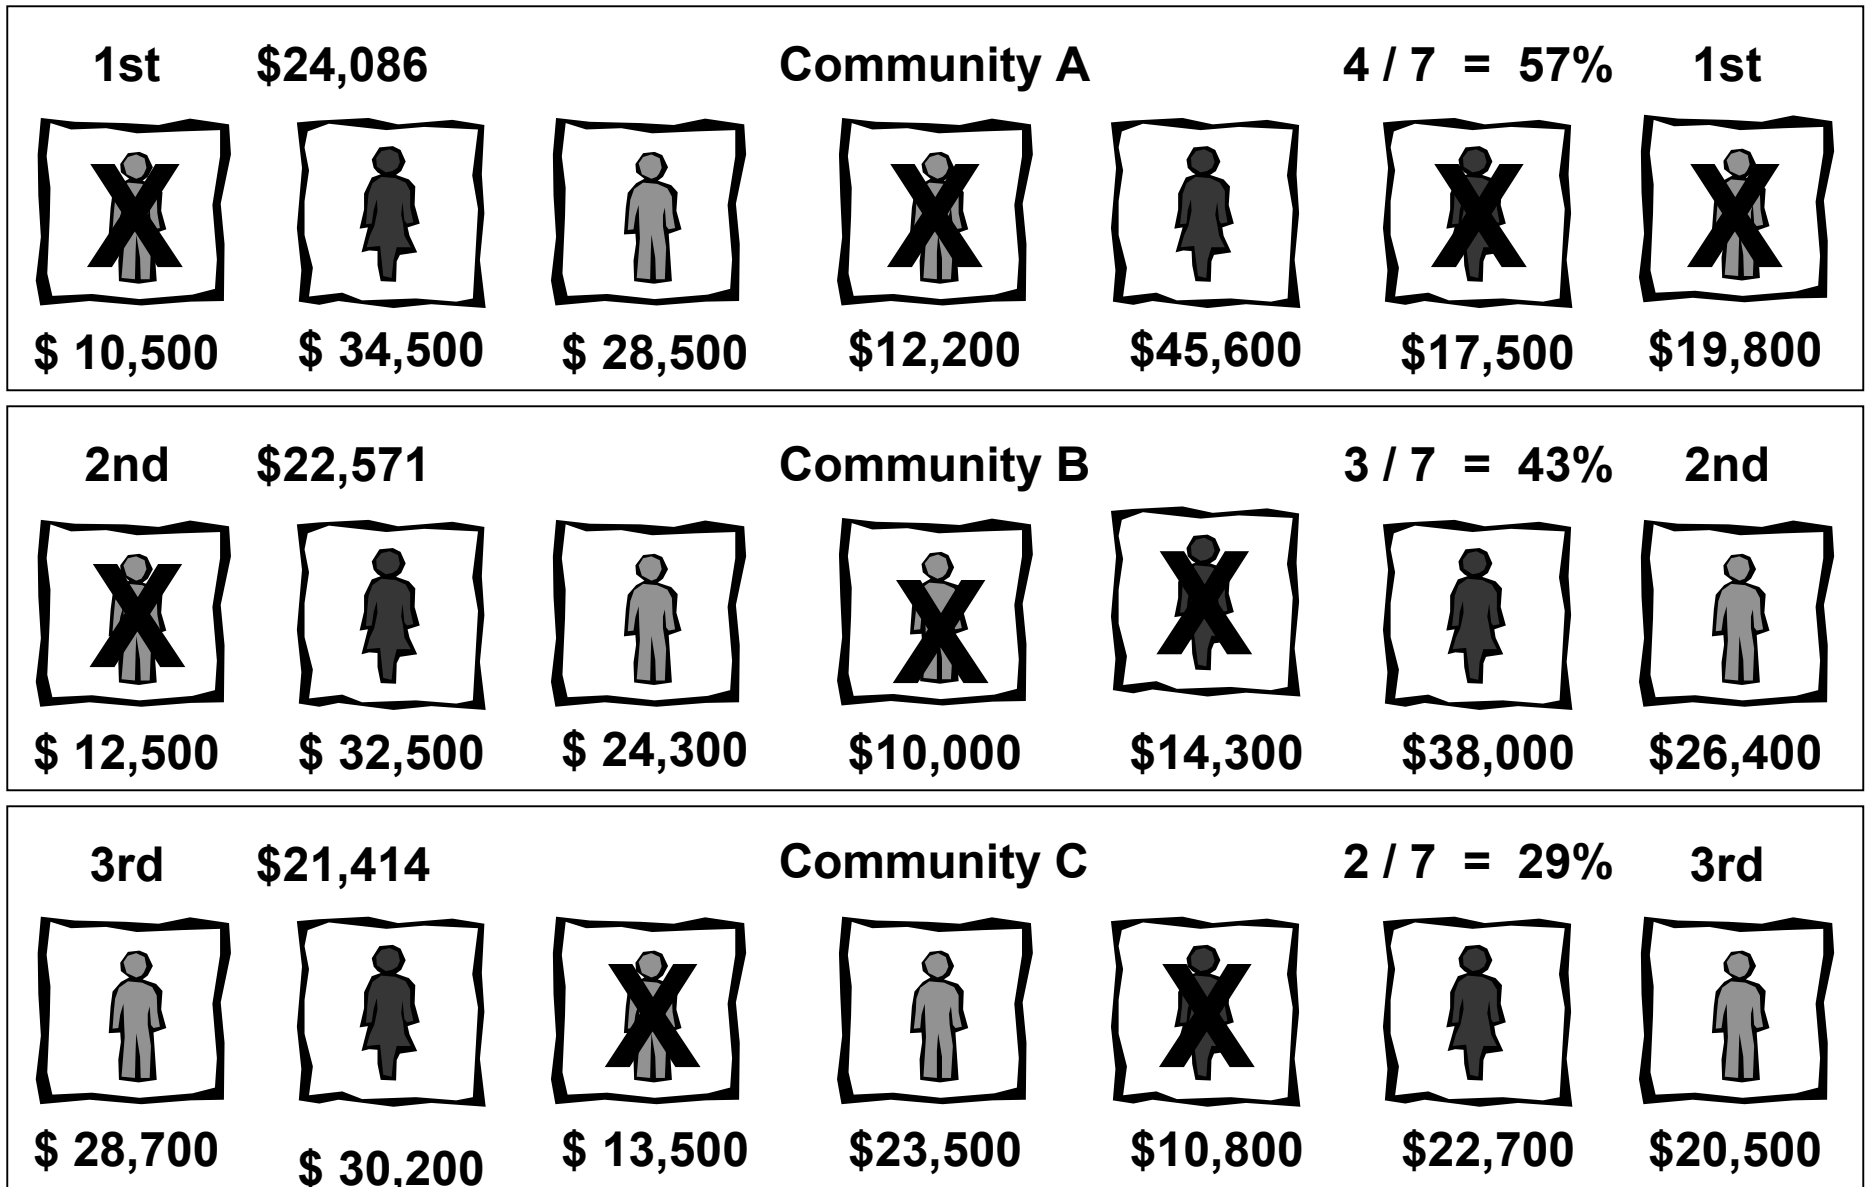 1st $24,086 Community A 4 / 7 = 57% 1st
X X X X
$ 10,500 $ 34,500 $ 28,500 $12,200 $45,600 $17,500 $19,800
2nd $22,571 Community B 3 / 7 = 43% 2nd
X X X
$ 12,500 $ 32,500 $ 24,300 $10,000 $14,300 $38,000 $26,400
3rd $21,414 Community C 2 / 7 = 29% 3rd
X X
$ 28,700 $ 30,200 $ 13,500 $23,500 $10,800 $22,700 $20,500